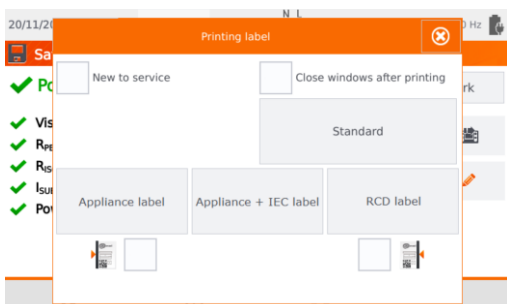 N L
20/11/20
Hz
Printing label
Sa
New to service
Close windows after printing
Po
rk
Vis
Standard
RPE
RIS
ISU
Pow
Appliance label
Appliance + IEC label
RCD label